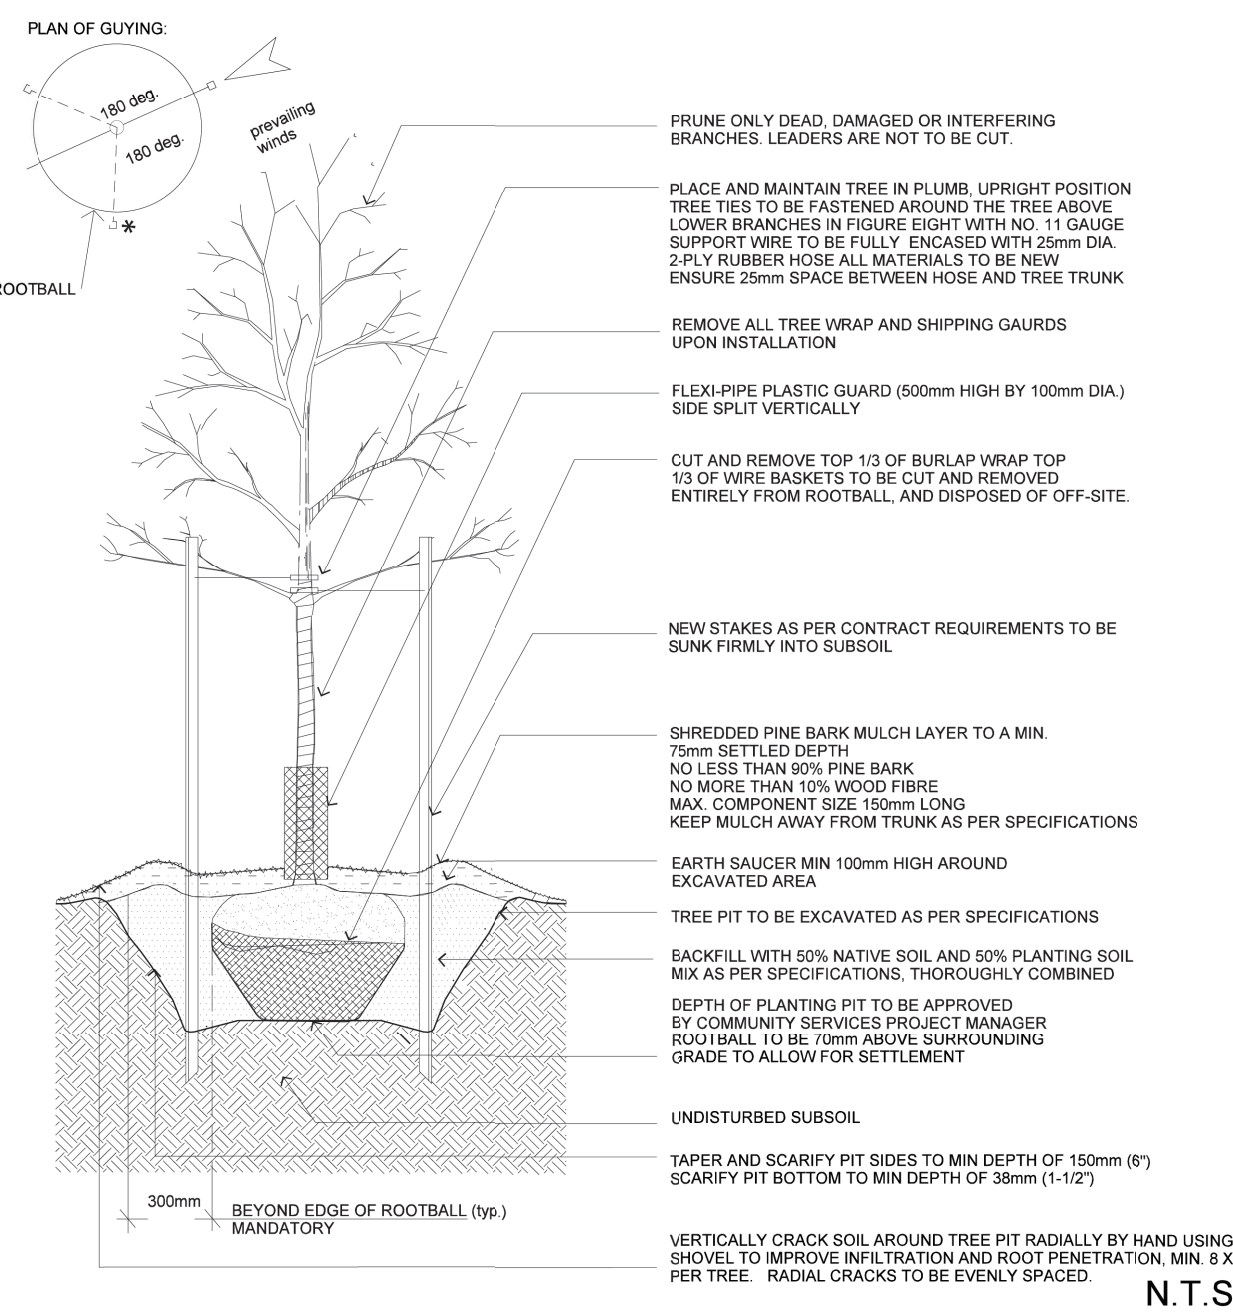 PLAN OF GUYING:
180 deg.
180 deg.
*
prevailing
winds
ROOTBALL
PRUNE ONLY DEAD, DAMAGED OR INTERFERING
BRANCHES. LEADERS ARE NOT TO BE CUT.
PLACE AND MAINTAIN TREE IN PLUMB, UPRIGHT POSITION
TREE TIES TO BE FASTENED AROUND THE TREE ABOVE
LOWER BRANCHES IN FIGURE EIGHT WITH NO. 11 GAUGE
SUPPORT WIRE TO BE FULLY ENCASED WITH 25mm DIA.
2-PLY RUBBER HOSE ALL MATERIALS TO BE NEW
ENSURE 25mm SPACE BETWEEN HOSE AND TREE TRUNK
REMOVE ALL TREE WRAP AND SHIPPING GAURDS
UPON INSTALLATION
FLEXI-PIPE PLASTIC GUARD (500mm HIGH BY 100mm DIA.)
SIDE SPLIT VERTICALLY
CUT AND REMOVE TOP 1/3 OF BURLAP WRAP TOP
1/3 OF WIRE BASKETS TO BE CUT AND REMOVED
ENTIRELY FROM ROOTBALL, AND DISPOSED OF OFF-SITE.
NEW STAKES AS PER CONTRACT REQUIREMENTS TO BE
SUNK FIRMLY INTO SUBSOIL
SHREDDED PINE BARK MULCH LAYER TO A MIN.
75mm SETTLED DEPTH
NO LESS THAN 90% PINE BARK
NO MORE THAN 10% WOOD FIBRE
MAX. COMPONENT SIZE 150mm LONG
KEEP MULCH AWAY FROM TRUNK AS PER SPECIFICATIONS
EARTH SAUCER MIN 100mm HIGH AROUND
EXCAVATED AREA
TREE PIT TO BE EXCAVATED AS PER SPECIFICATIONS
BACKFILL WITH 50% NATIVE SOIL AND 50% PLANTING SOIL
MIX AS PER SPECIFICATIONS, THOROUGHLY COMBINED
DEPTH OF PLANTING PIT TO BE APPROVED
BY COMMUNITY SERVICES PROJECT MANAGER
ROOTBALL TO BE 70mm ABOVE SURROUNDING
GRADE TO ALLOW FOR SETTLEMENT
UNDISTURBED SUBSOIL
TAPER AND SCARIFY PIT SIDES TO MIN DEPTH OF 150mm (6")
SCARIFY PIT BOTTOM TO MIN DEPTH OF 38mm (1-1/2")
300mm
BEYOND EDGE OF ROOTBALL (typ.)
MANDATORY
VERTICALLY CRACK SOIL AROUND TREE PIT RADIALLY BY HAND USING
SHOVEL TO IMPROVE INFILTRATION AND ROOT PENETRATION, MIN. 8 X
PER TREE. RADIAL CRACKS TO BE EVENLY SPACED.
N.T.S